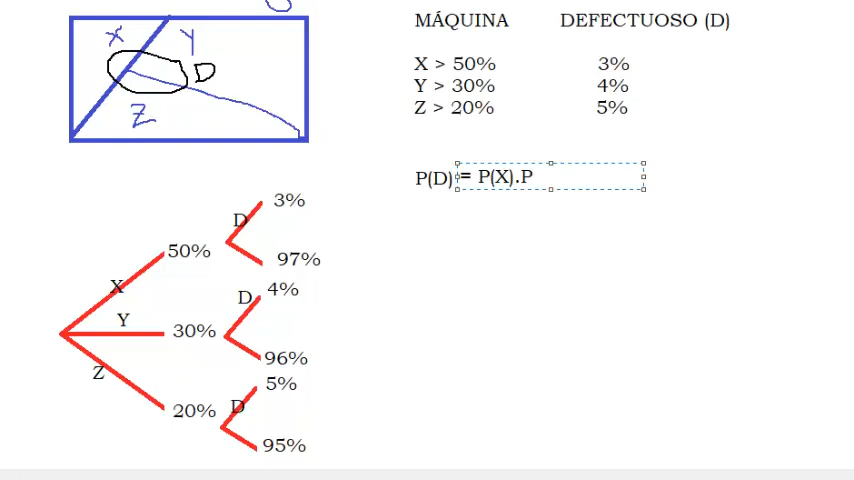 U
X Y
D
Z
MÁQUINA DEFECTUOSO (D)
X > 50% 3%
Y > 30% 4%
Z > 20% 5%
P(D) = P(X).P
3%
D
50%
97%
X
4%
D
Y
30%
96%
Z
5%
D
20%
95%